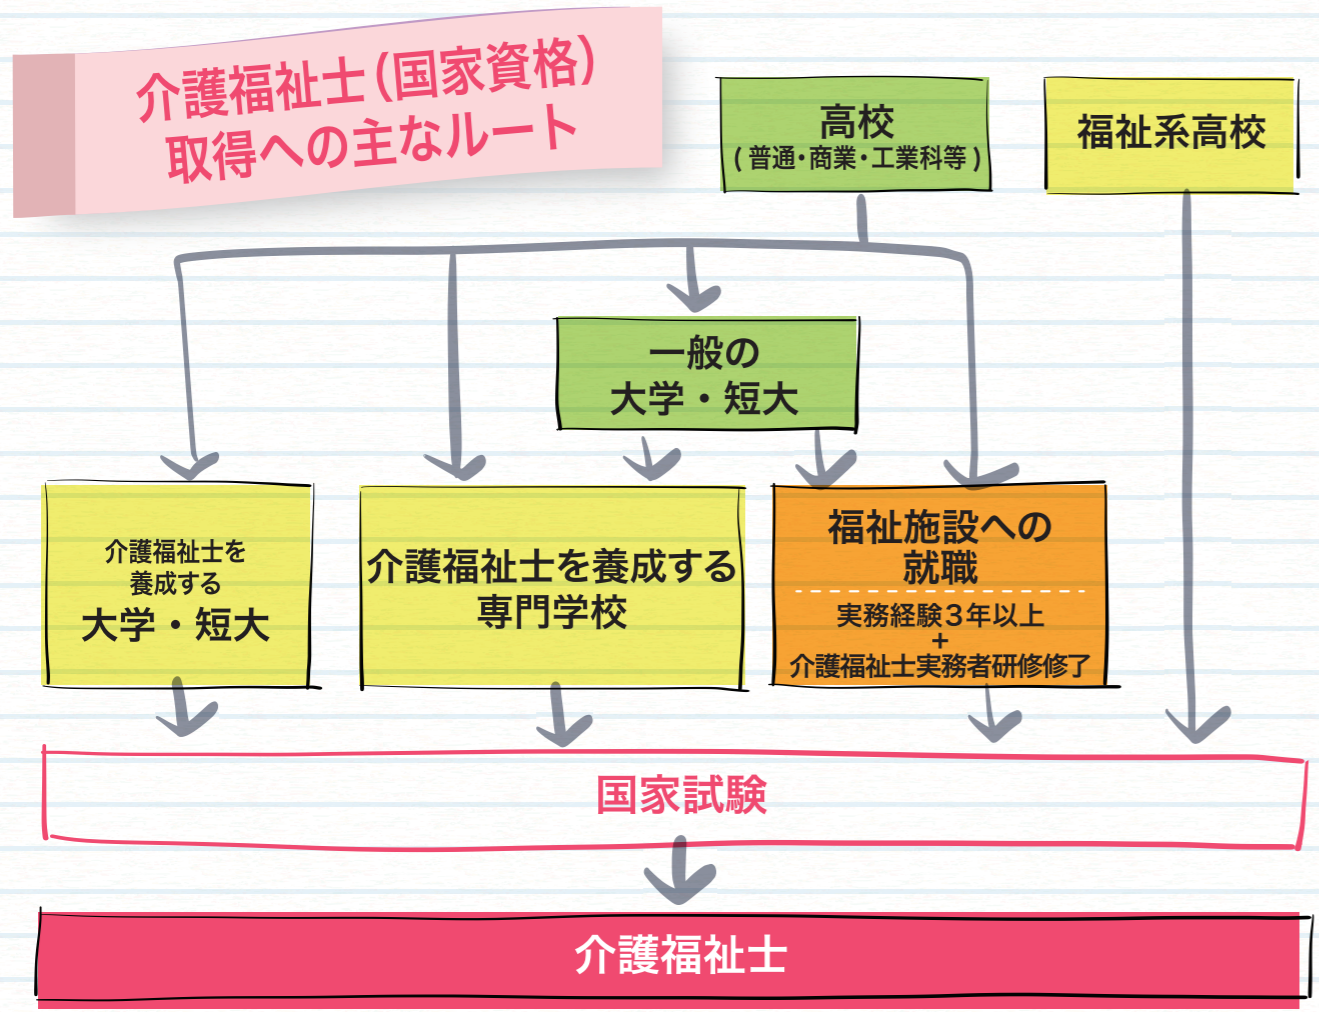 介護福祉士(国家資格)
取得への主なルート
高校
(普通・商業・工業科等)
福祉系高校
一般の
大学・短大
介護福祉士を
養成する
大学・短大
介護福祉士を養成する
専門学校
福祉施設への
就職
実務経験3年以上
+
介護福祉士実務者研修修了
国家試験
介護福祉士